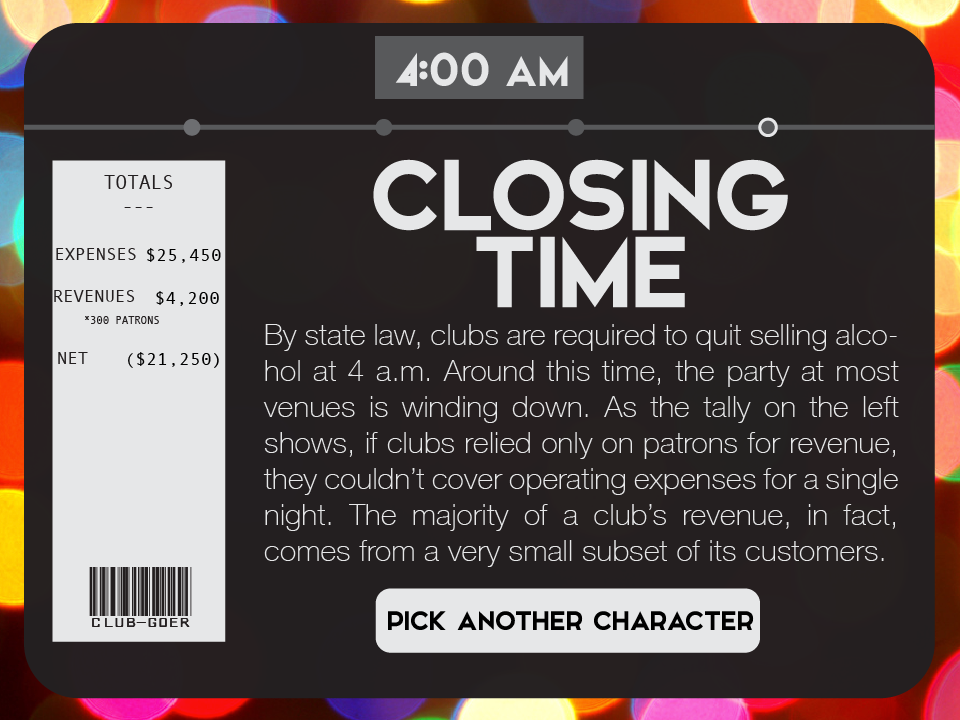 4:00 AM
TOTALS
---
EXPENSES $25,450
REVENUES $4,200
*300 PATRONS
NET ($21,250)
CLUB-GOER
CLOSING
TIME
By state law, clubs are required to quit selling alco-
hol at 4 a.m. Around this time, the party at most
venues is winding down. As the tally on the left
shows, if clubs relied only on patrons for revenue,
they couldn’t cover operating expenses for a single
night. The majority of a club’s revenue, in fact,
comes from a very small subset of its customers.
PICK ANOTHER CHARACTER